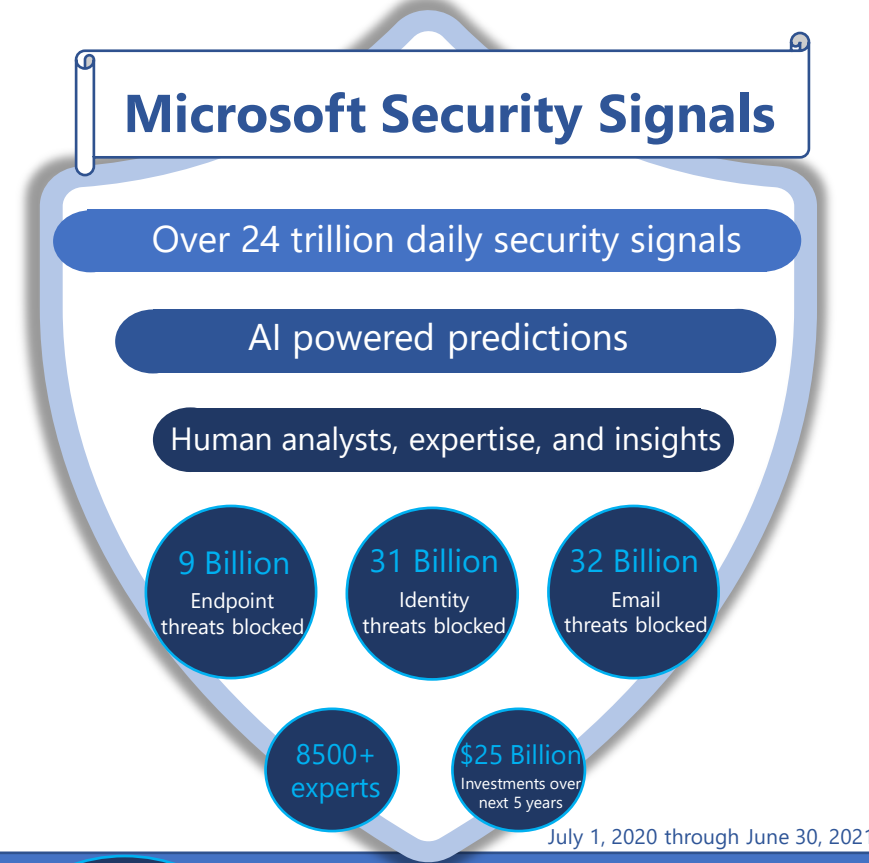 Microsoft Security Signals
Over 24 trillion daily security signals
AI powered predictions
Human analysts, expertise, and insights
9 Billion
Endpoint
threats blocked
31 Billion
Identity
threats blocked
32 Billion
Email
threats blocked
8500+
experts
$25 Billion
Investments over
next 5 years
July 1, 2020 through June 30, 2021